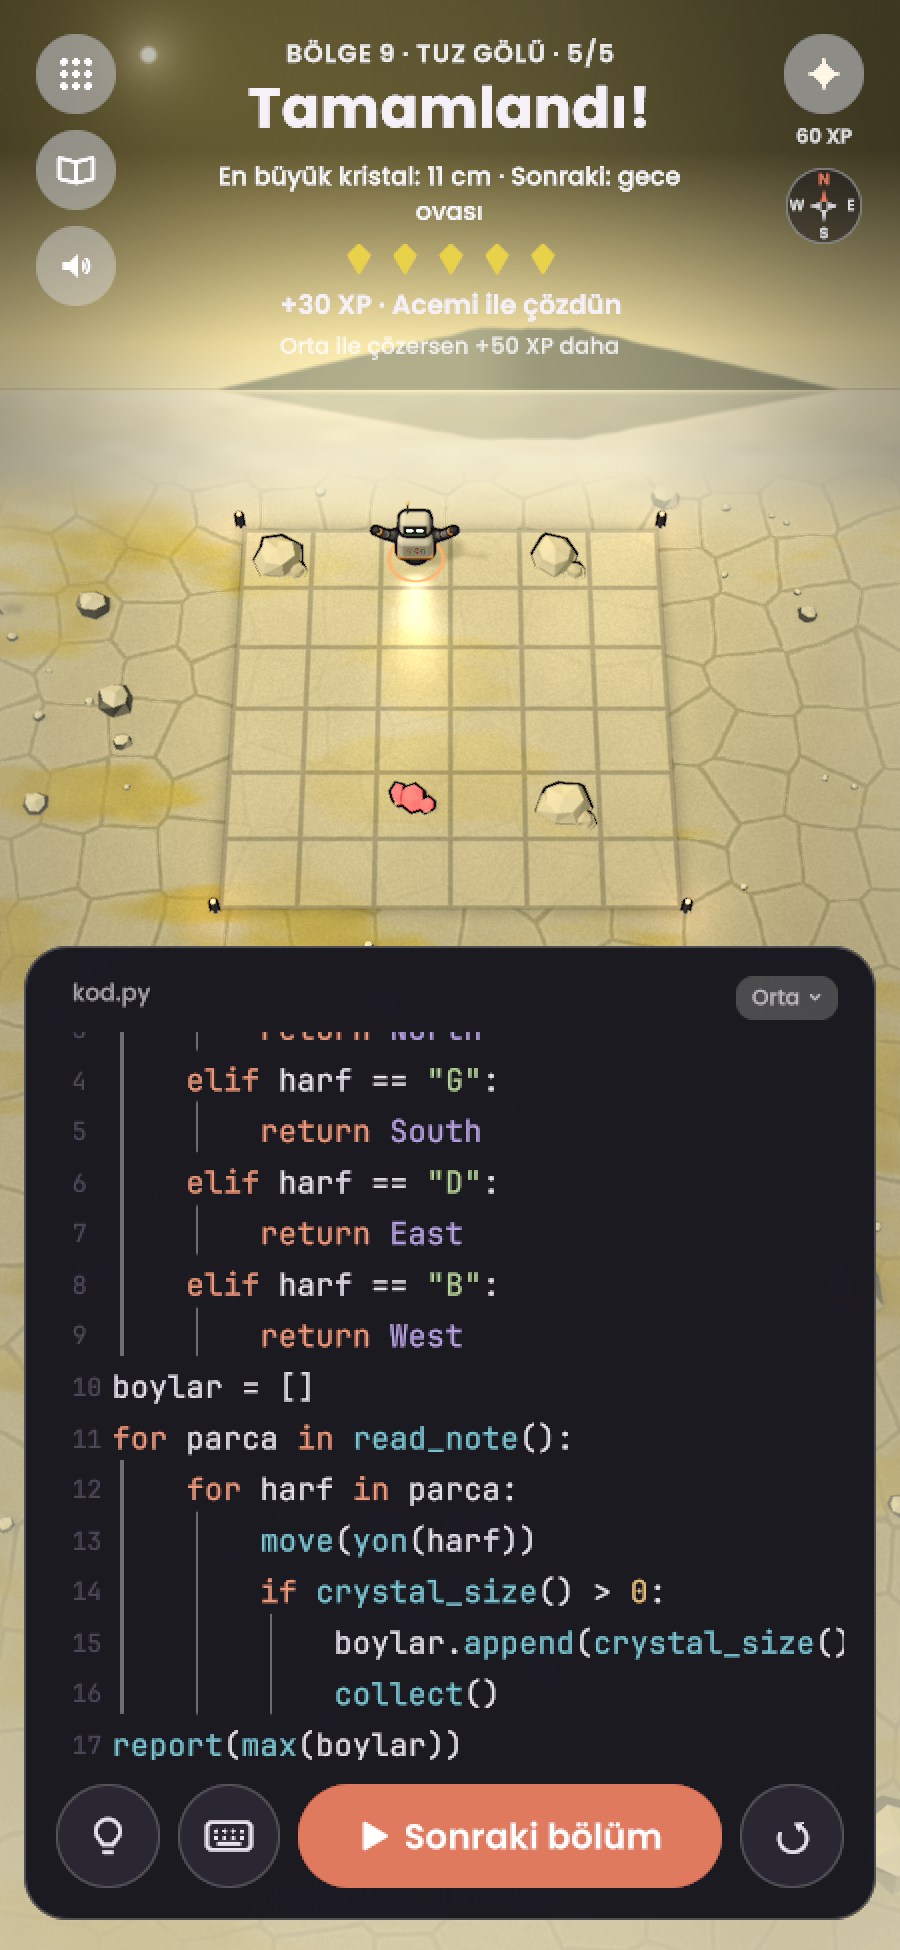 BÖLGE 9 · TUZ GÖLÜ · 5/5
Tamamlandı!
En büyük kristal: 11 cm · Sonraki: gece
ovası
+30 XP · Acemi ile çözdün
Orta ile çözersen +50 XP daha
60 XP
N
W E
S
kod.py
Orta
3 return North
4 elif harf == "G":
5 return South
6 elif harf == "D":
7 return East
8 elif harf == "B":
9 return West
10 boylar = []
11 for parca in read_note():
12 for harf in parca:
13 move(yon(harf))
14 if crystal_size() > 0:
15 boylar.append(crystal_size()
16 collect()
17 report(max(boylar))
Sonraki bölüm